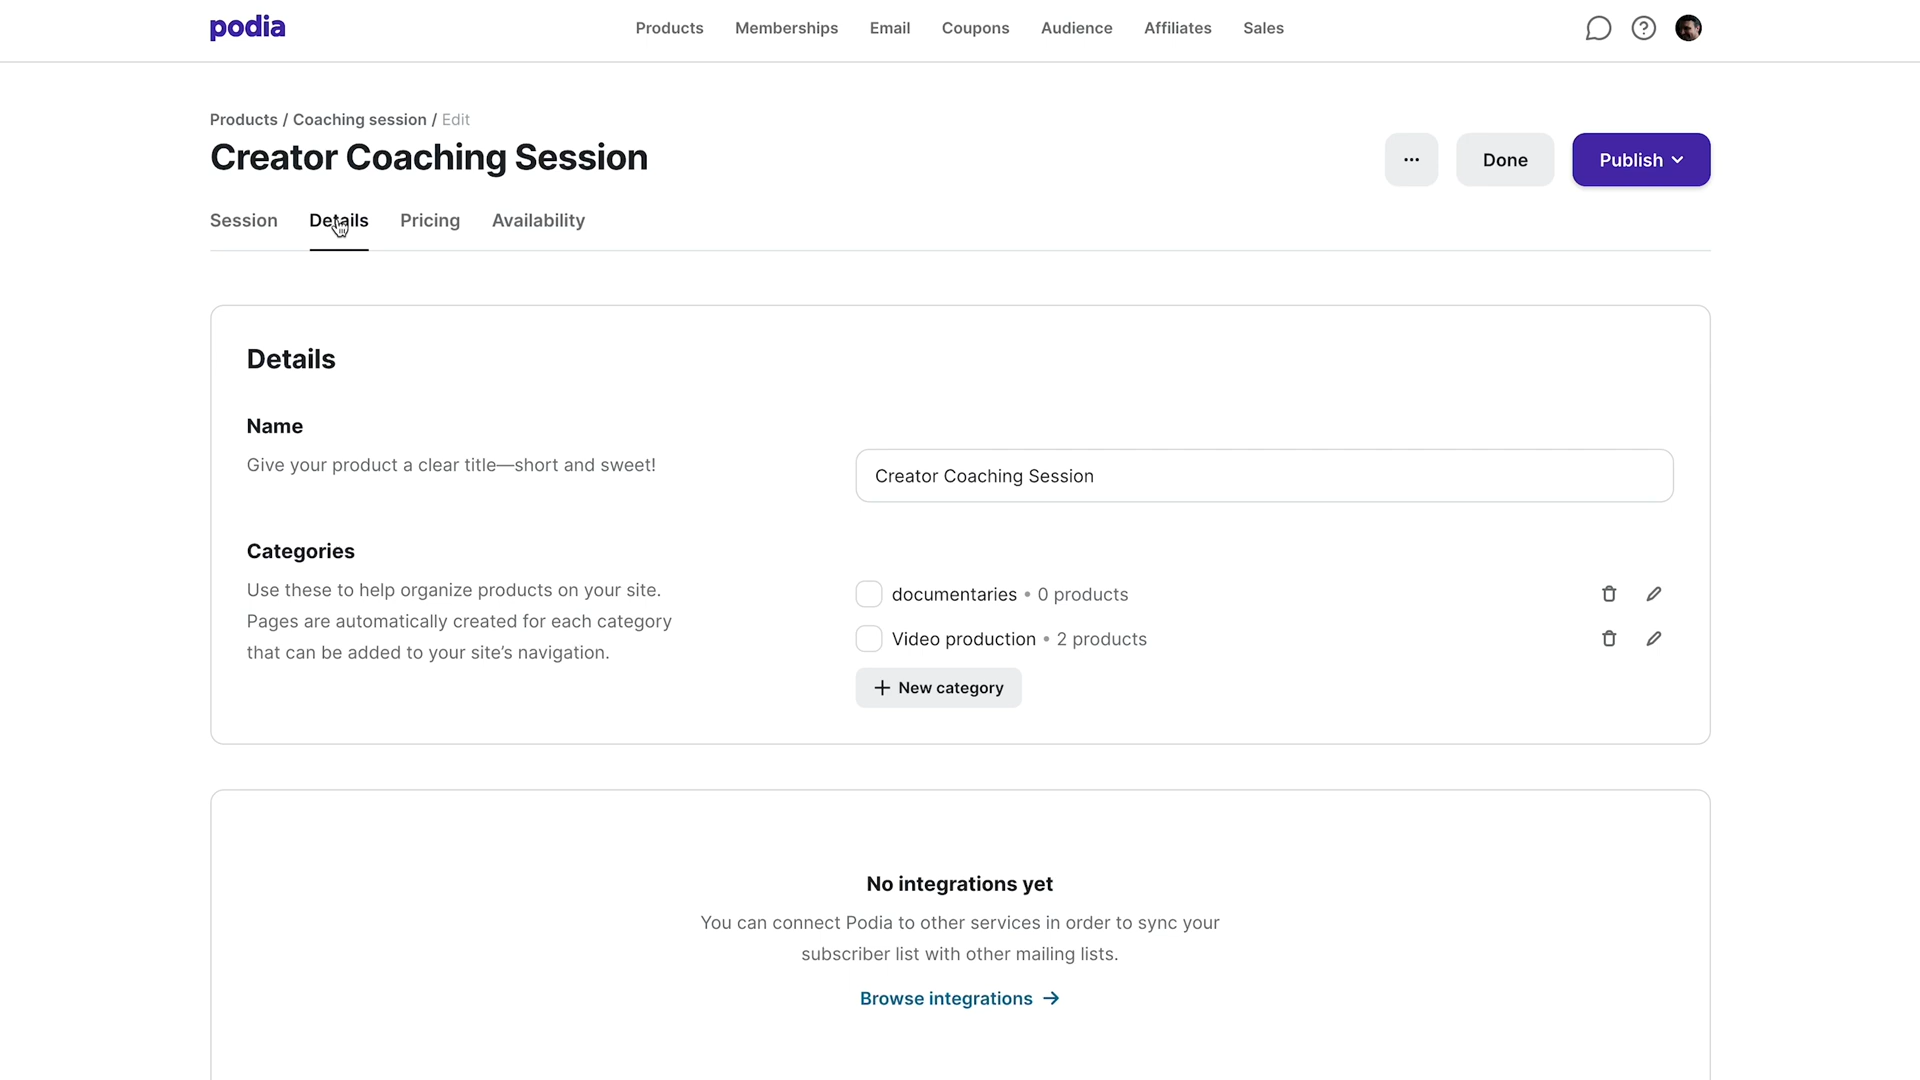 podia
Products Memberships Email Coupons Audience Affiliates Sales
Products / Coaching session / Edit
Creator Coaching Session
... Done Publish
Session Details Pricing Availability
Details
Name
Give your product a clear title—short and sweet!
Creator Coaching Session
Categories
Use these to help organize products on your site.
Pages are automatically created for each category
that can be added to your site’s navigation.
documentaries • 0 products
Video production • 2 products
+ New category
No integrations yet
You can connect Podia to other services in order to sync your
subscriber list with other mailing lists.
Browse integrations →